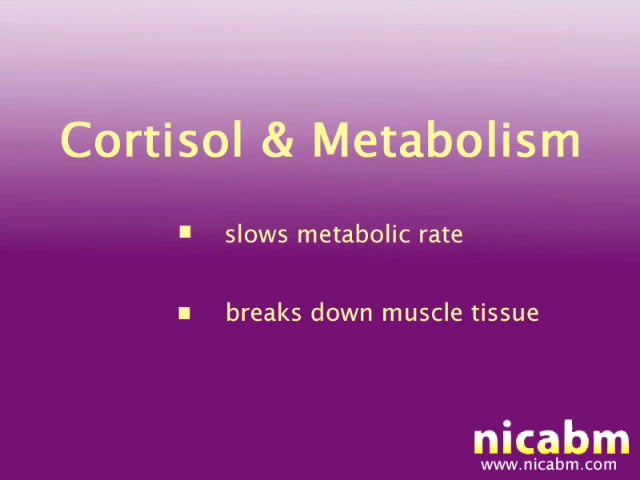 Cortisol & Metabolism
slows metabolic rate
breaks down muscle tissue
nicabm
www.nicabm.com